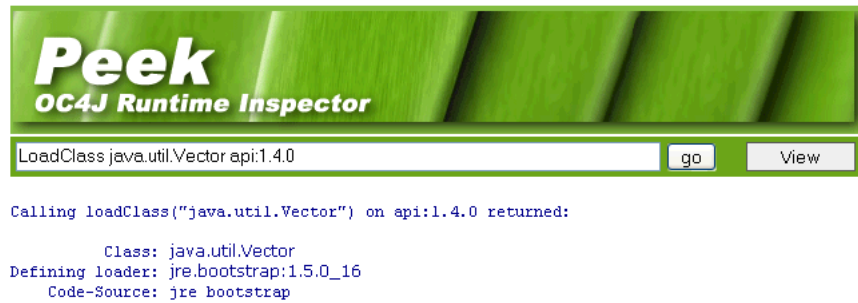 Peek
OC4J Runtime Inspector
LoadClass java.util.Vector api:1.4.0 go View
Calling loadClass("java.util.Vector") on api:1.4.0 returned:
Class: java.util.Vector
Defining loader: jre.bootstrap:1.5.0_16
Code-Source: jre bootstrap